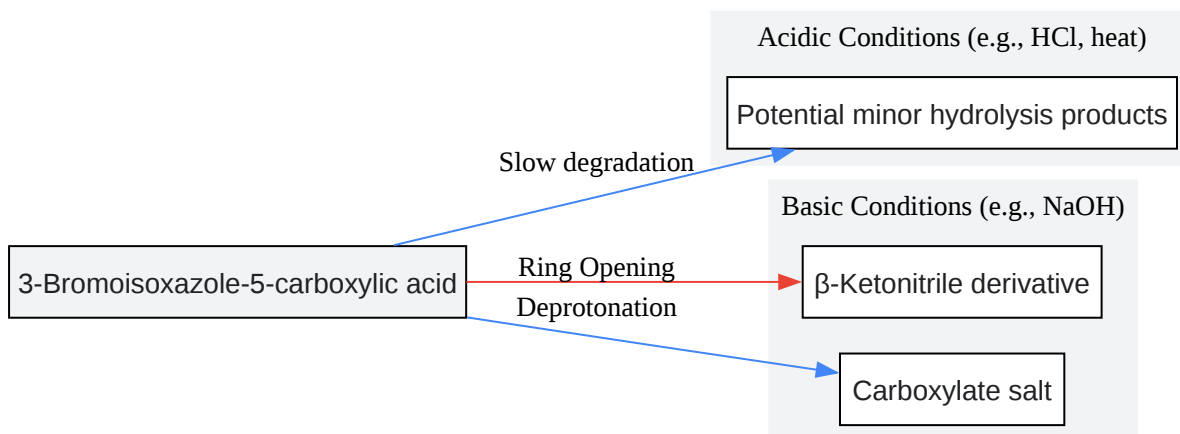 Acidic Conditions (e.g., HCl, heat)
Potential minor hydrolysis products
Slow degradation
Basic Conditions (e.g., NaOH)
3-Bromoisoxazole-5-carboxylic acid
Ring Opening
β-Ketonitrile derivative
Deprotonation
Carboxylate salt